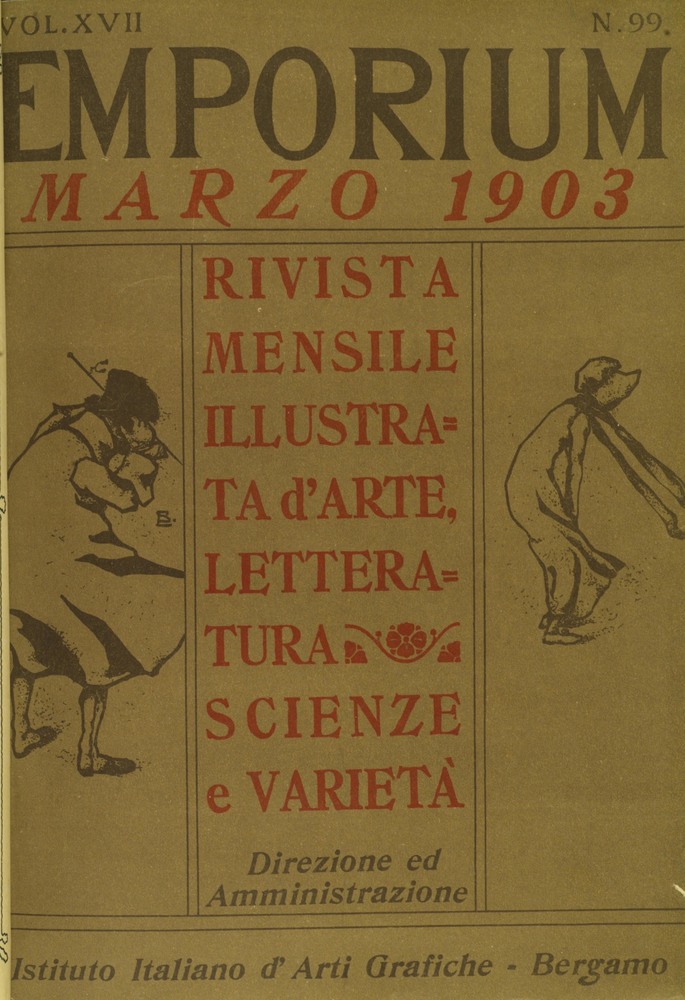 VOL.XVII
N.99.
EMPORIUM
MARZO 1903
RIVISTA
MENSILE
ILLUSTRA=
TA d'ARTE,
LETTERA=
TURA
SCIENZE
e VARIETÀ
B.
Direzione ed
Amministrazione
Istituto Italiano d'Arti Grafiche - Bergamo